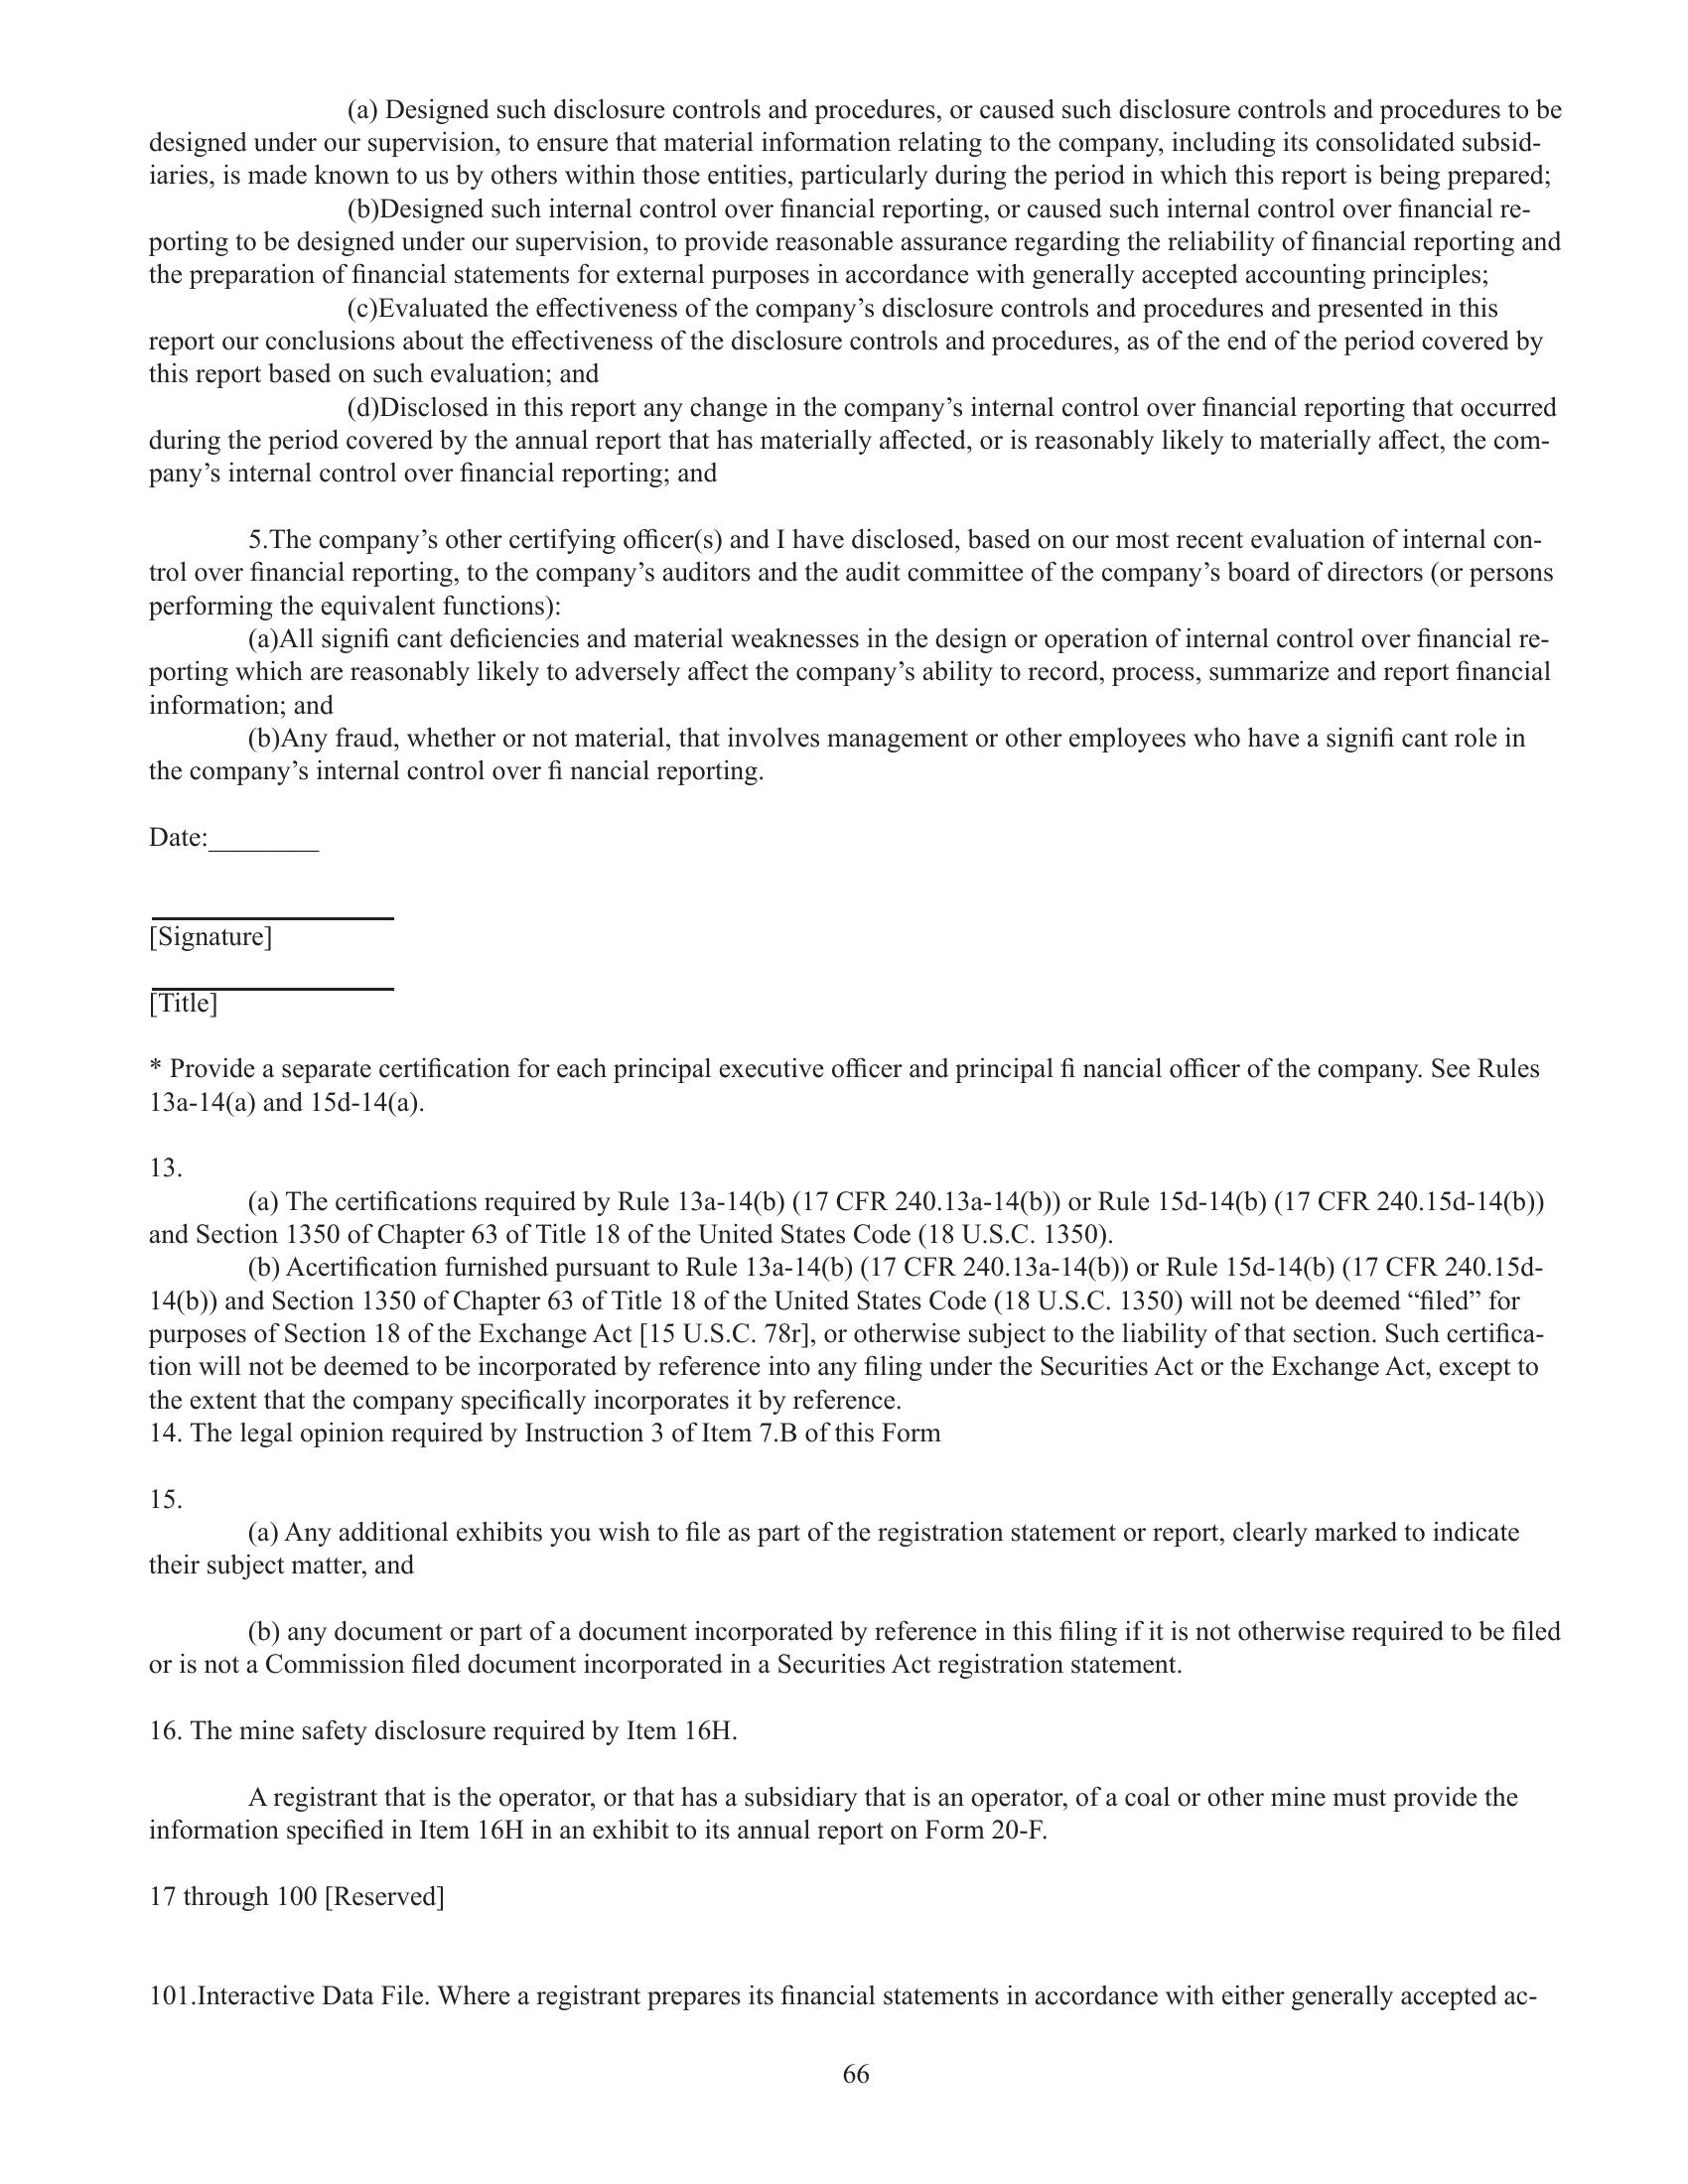 (a) Designed such disclosure controls and procedures, or caused such disclosure controls and procedures to be
designed under our supervision, to ensure that material information relating to the company, including its consolidated subsid-
iaries, is made known to us by others within those entities, particularly during the period in which this report is being prepared;
(b)Designed such internal control over financial reporting, or caused such internal control over financial re-
porting to be designed under our supervision, to provide reasonable assurance regarding the reliability of financial reporting and
the preparation of financial statements for external purposes in accordance with generally accepted accounting principles;
(c)Evaluated the effectiveness of the company’s disclosure controls and procedures and presented in this
report our conclusions about the effectiveness of the disclosure controls and procedures, as of the end of the period covered by
this report based on such evaluation; and
(d)Disclosed in this report any change in the company’s internal control over financial reporting that occurred
during the period covered by the annual report that has materially affected, or is reasonably likely to materially affect, the com-
pany’s internal control over financial reporting; and
5.The company’s other certifying officer(s) and I have disclosed, based on our most recent evaluation of internal con-
trol over financial reporting, to the company’s auditors and the audit committee of the company’s board of directors (or persons
performing the equivalent functions):
(a)All signifi cant deficiencies and material weaknesses in the design or operation of internal control over financial re-
porting which are reasonably likely to adversely affect the company’s ability to record, process, summarize and report financial
information; and
(b)Any fraud, whether or not material, that involves management or other employees who have a signifi cant role in
the company’s internal control over fi nancial reporting.
Date:________
[Signature]
[Title]
* Provide a separate certification for each principal executive officer and principal fi nancial officer of the company. See Rules
13a-14(a) and 15d-14(a).
13.
(a) The certifications required by Rule 13a-14(b) (17 CFR 240.13a-14(b)) or Rule 15d-14(b) (17 CFR 240.15d-14(b))
and Section 1350 of Chapter 63 of Title 18 of the United States Code (18 U.S.C. 1350).
(b) Acertification furnished pursuant to Rule 13a-14(b) (17 CFR 240.13a-14(b)) or Rule 15d-14(b) (17 CFR 240.15d-
14(b)) and Section 1350 of Chapter 63 of Title 18 of the United States Code (18 U.S.C. 1350) will not be deemed “filed” for
purposes of Section 18 of the Exchange Act [15 U.S.C. 78r], or otherwise subject to the liability of that section. Such certifica-
tion will not be deemed to be incorporated by reference into any filing under the Securities Act or the Exchange Act, except to
the extent that the company specifically incorporates it by reference.
14. The legal opinion required by Instruction 3 of Item 7.B of this Form
15.
(a) Any additional exhibits you wish to file as part of the registration statement or report, clearly marked to indicate
their subject matter, and
(b) any document or part of a document incorporated by reference in this filing if it is not otherwise required to be filed
or is not a Commission filed document incorporated in a Securities Act registration statement.
16. The mine safety disclosure required by Item 16H.
A registrant that is the operator, or that has a subsidiary that is an operator, of a coal or other mine must provide the
information specified in Item 16H in an exhibit to its annual report on Form 20-F.
17 through 100 [Reserved]
101.Interactive Data File. Where a registrant prepares its financial statements in accordance with either generally accepted ac-
66